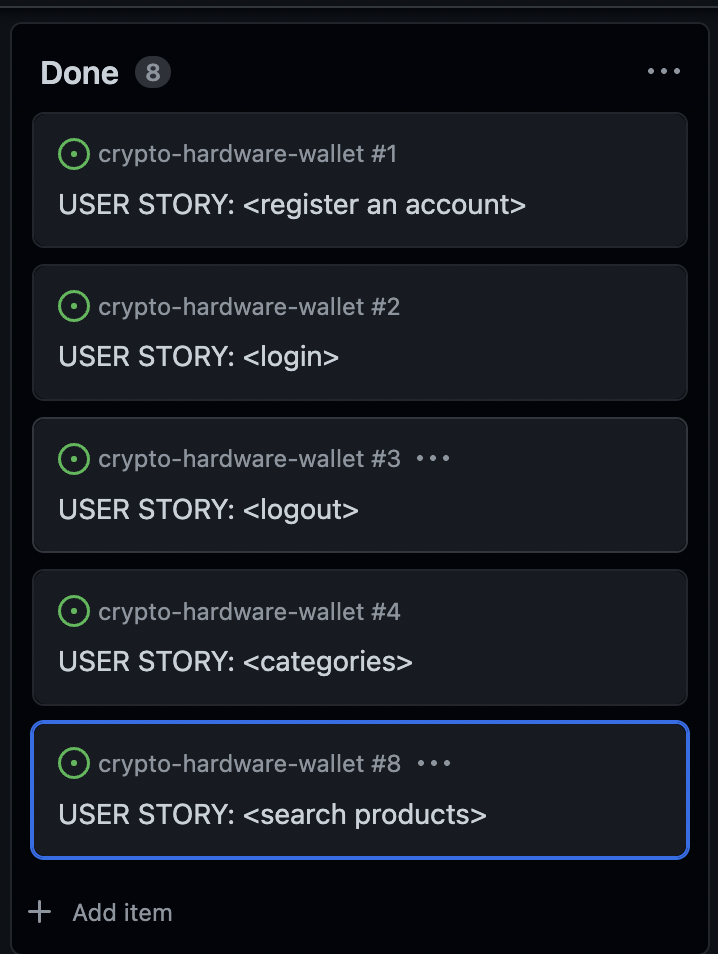 Done 8
crypto-hardware-wallet #1
USER STORY: <register an account>
crypto-hardware-wallet #2
USER STORY: <login>
crypto-hardware-wallet #3
USER STORY: <logout>
crypto-hardware-wallet #4
USER STORY: <categories>
crypto-hardware-wallet #8
USER STORY: <search products>
Add item